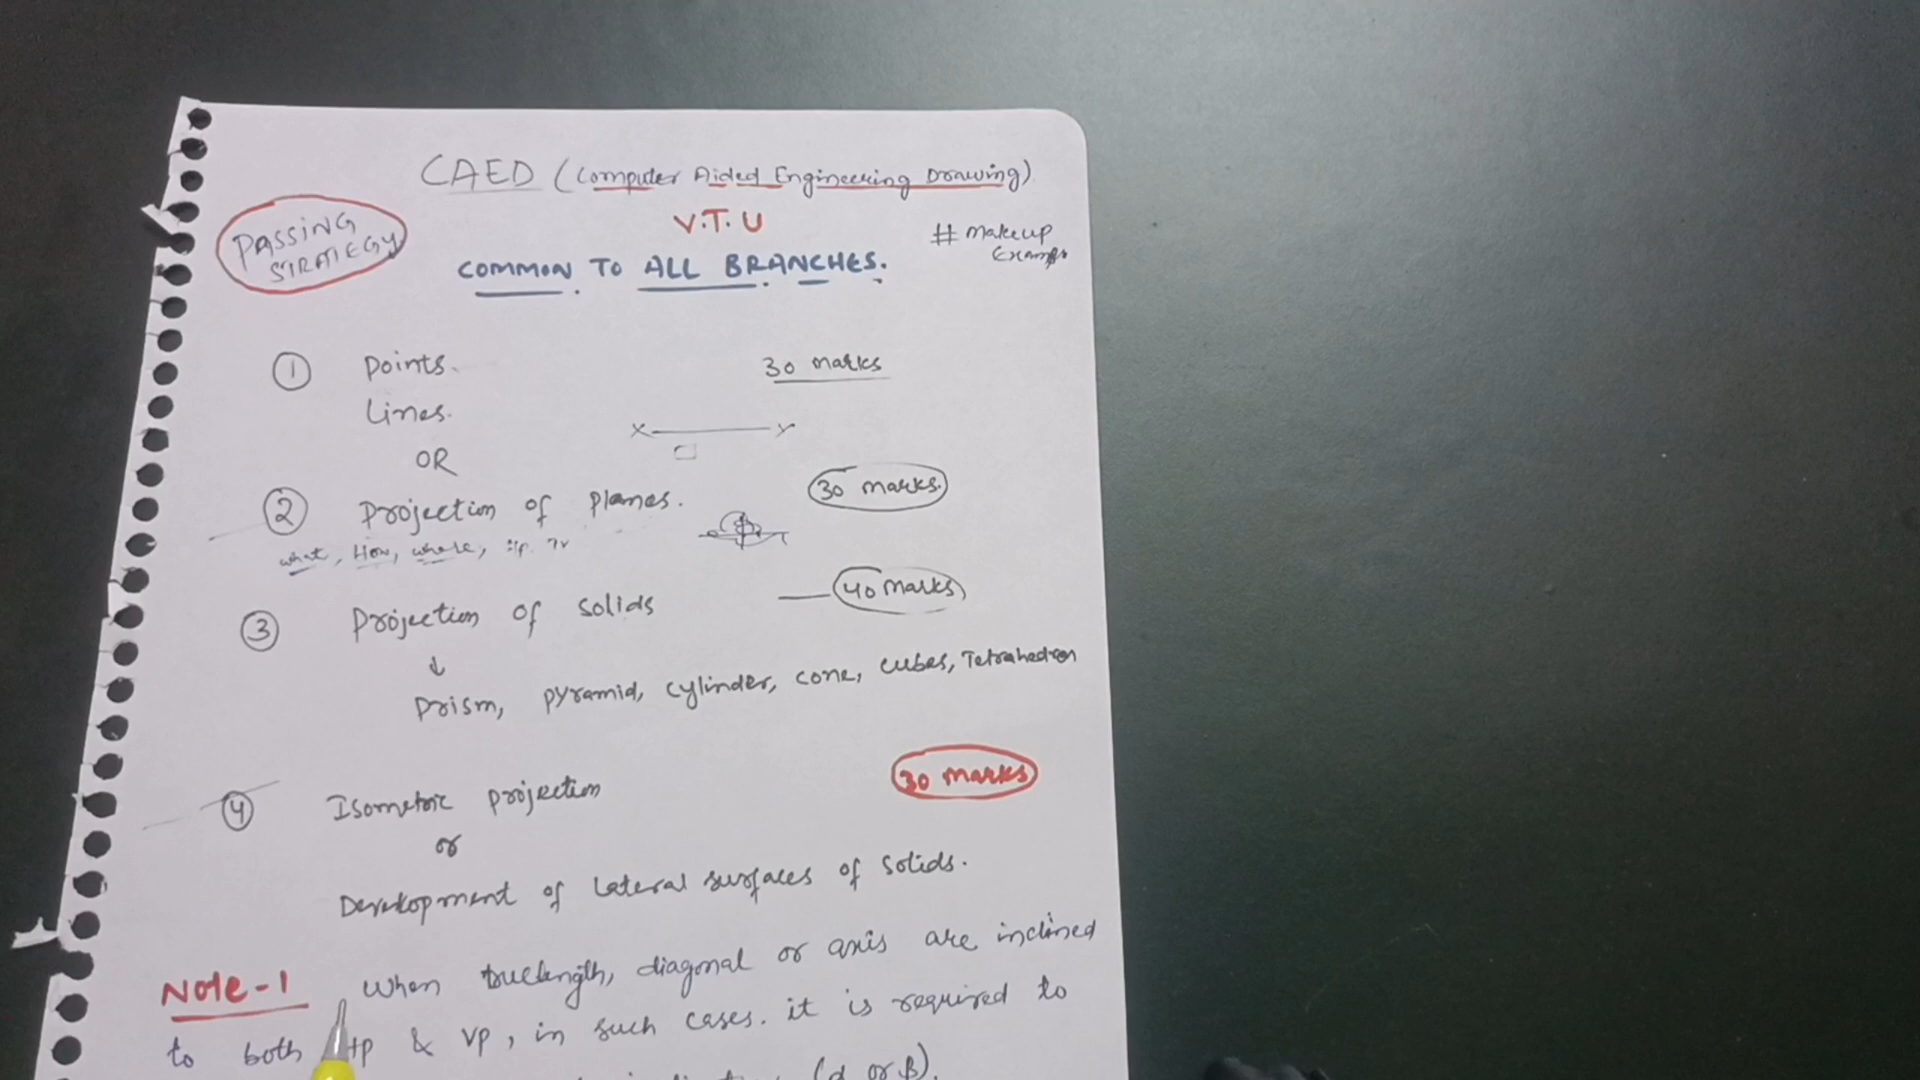 CAED (Computer Aided Engineering Drawing)
PASSING
STRATEGY
V.T.U
# makeup
Exams
COMMON TO ALL BRANCHES.
1 Points. 30 marks
Lines.
X Y
OR
2 Projection of planes. 30 marks.
what, How, where,
3 Projection of solids 40 marks
Prism, pyramid, cylinder, cone, cubes, Tetrahedron
4 Isometric projection 30 marks
or
Development of lateral surfaces of solids.
Note-1 When truelength, diagonal or axis are inclined
to both Hp & Vp, in such cases. it is required to
(α or β).